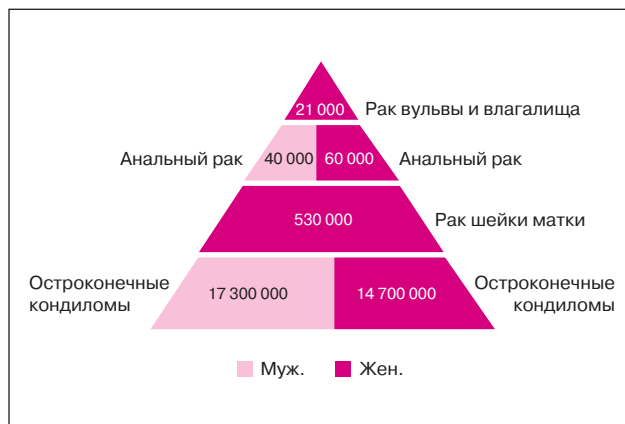 21 000
Рак вульвы и влагалища
Анальный рак
40 000
60 000
Анальный рак
530 000
Рак шейки матки
Остроконечные
кондиломы
17 300 000
14 700 000
Остроконечные
кондиломы
Муж.
Жен.